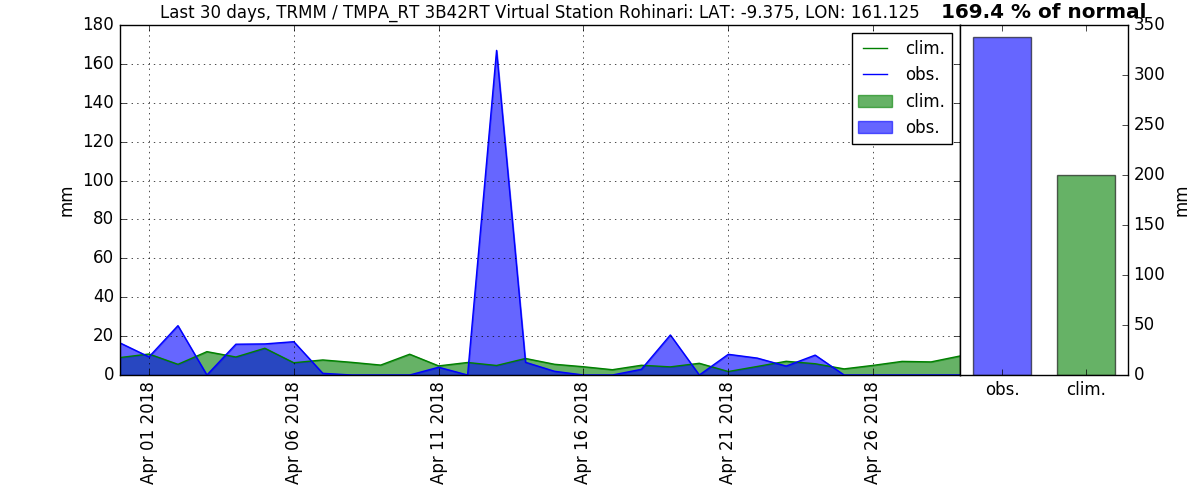 Last 30 days, TRMM / TMPA_RT 3B42RT Virtual Station Rohinari: LAT: -9.375, LON: 161.125
169.4 % of normal
180
160
140
120
100
80
60
40
20
0
mm
clim.
obs.
clim.
obs.
Apr 01 2018
Apr 06 2018
Apr 11 2018
Apr 16 2018
Apr 21 2018
Apr 26 2018
350
300
250
200
150
100
50
0
mm
obs.
clim.